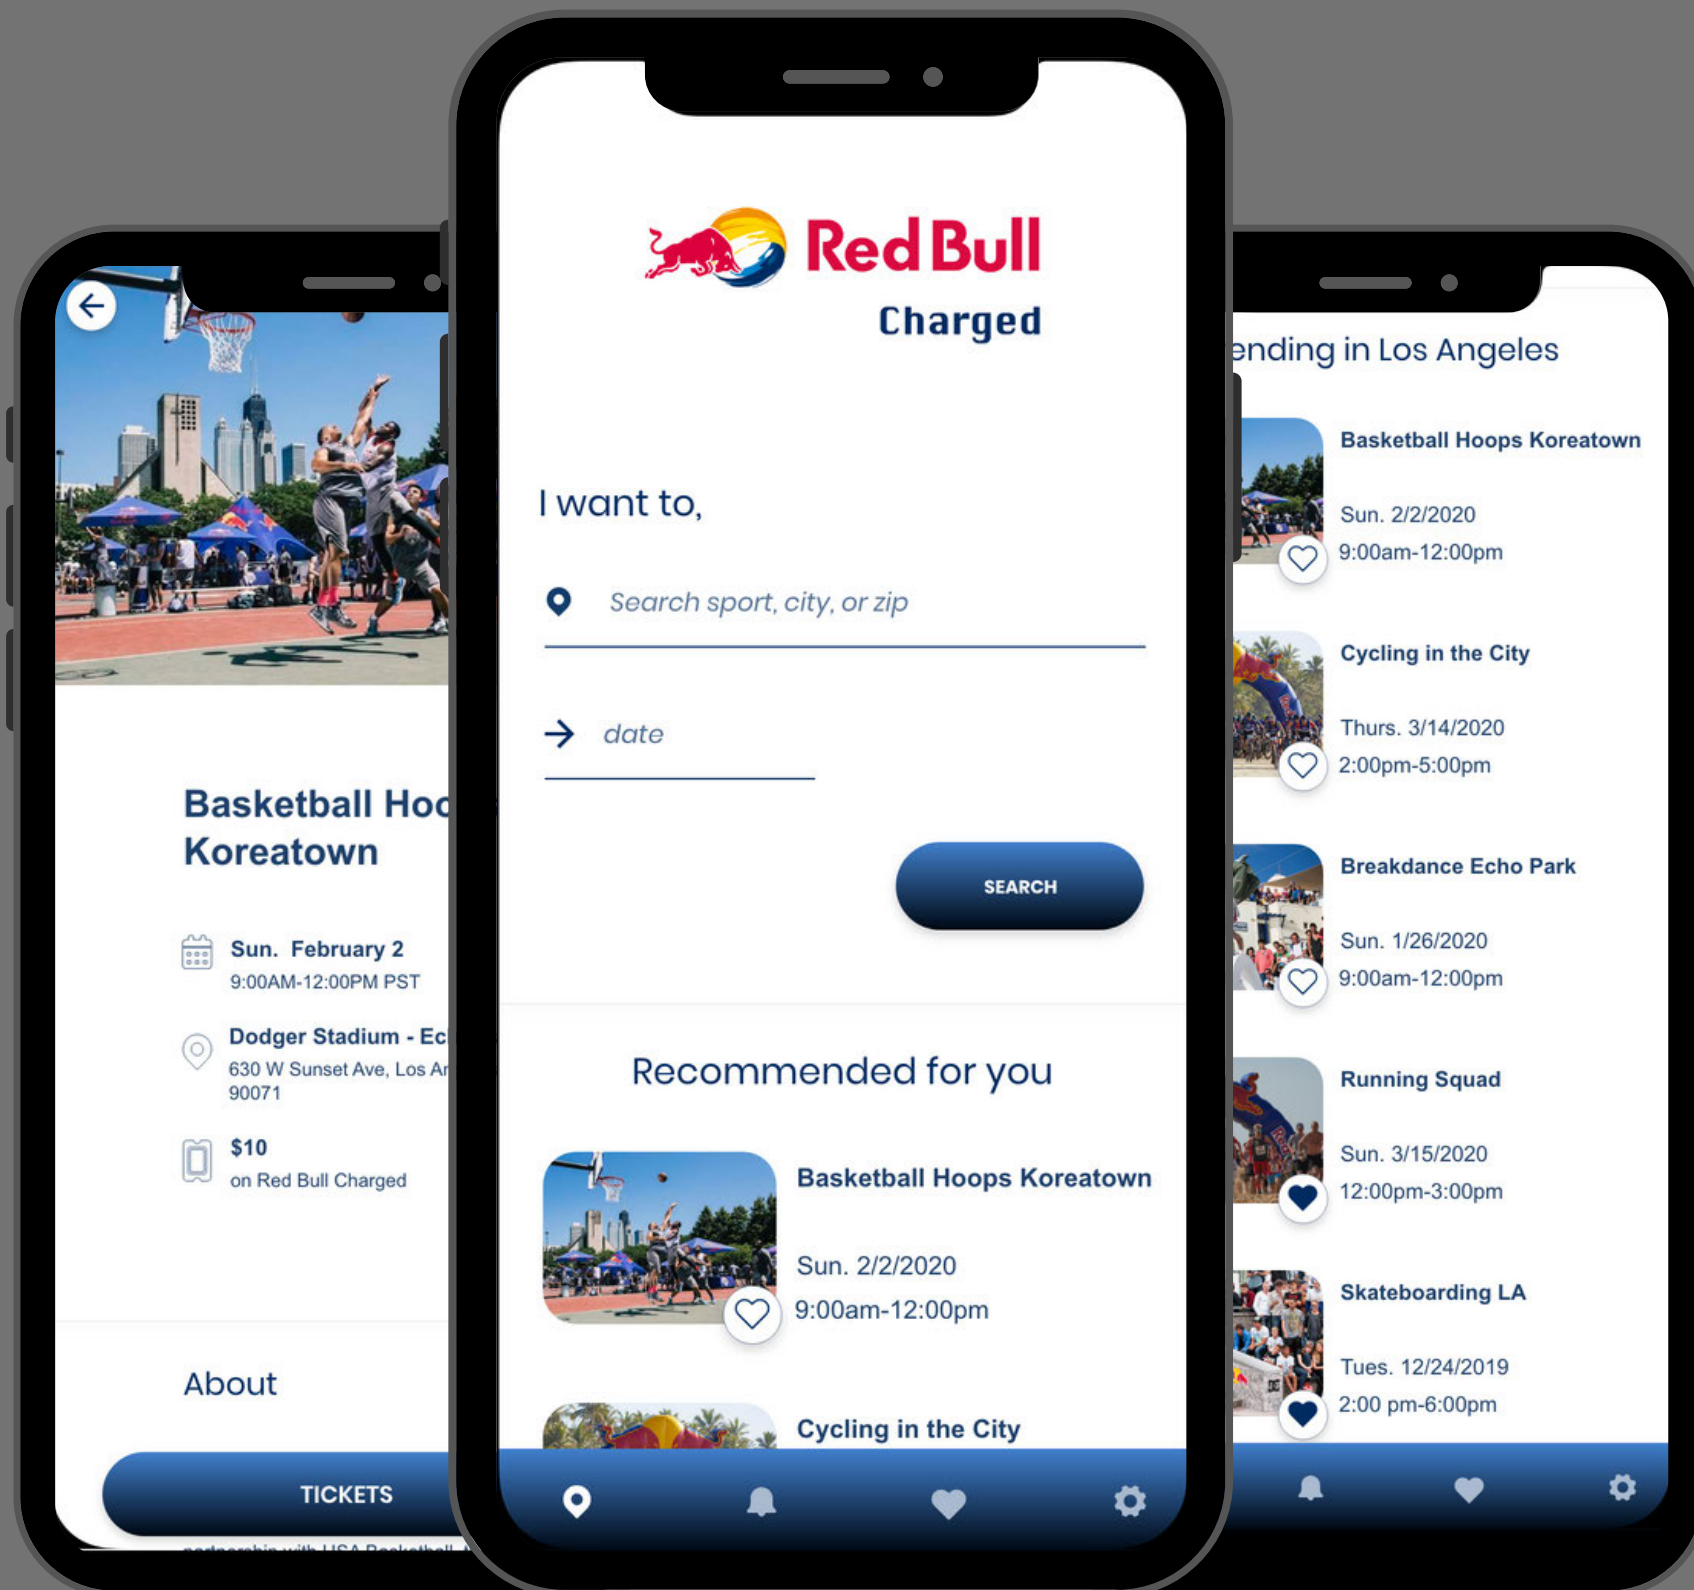 Basketball
Koreatown
Sun. February 2
9:00AM-12:00PM PST
Dodger Stadium -
630 W Sunset Ave, Los
90071
$10
on Red Bull Charged
About
TICKETS
partnership with USA Basketball,
Red Bull
Charged
I want to,
Search sport, city, or zip
date
SEARCH
Recommended for you
Basketball Hoops Koreatown
Sun. 2/2/2020
9:00am-12:00pm
Cycling in the City
in Los Angeles
Basketball Hoops Koreatown
Sun. 2/2/2020
9:00am-12:00pm
Cycling in the City
Thurs. 3/14/2020
2:00pm-5:00pm
Breakdance Echo Park
Sun. 1/26/2020
9:00am-12:00pm
Running Squad
Sun. 3/15/2020
12:00pm-3:00pm
Skateboarding LA
Tues. 12/24/2019
2:00 pm-6:00pm